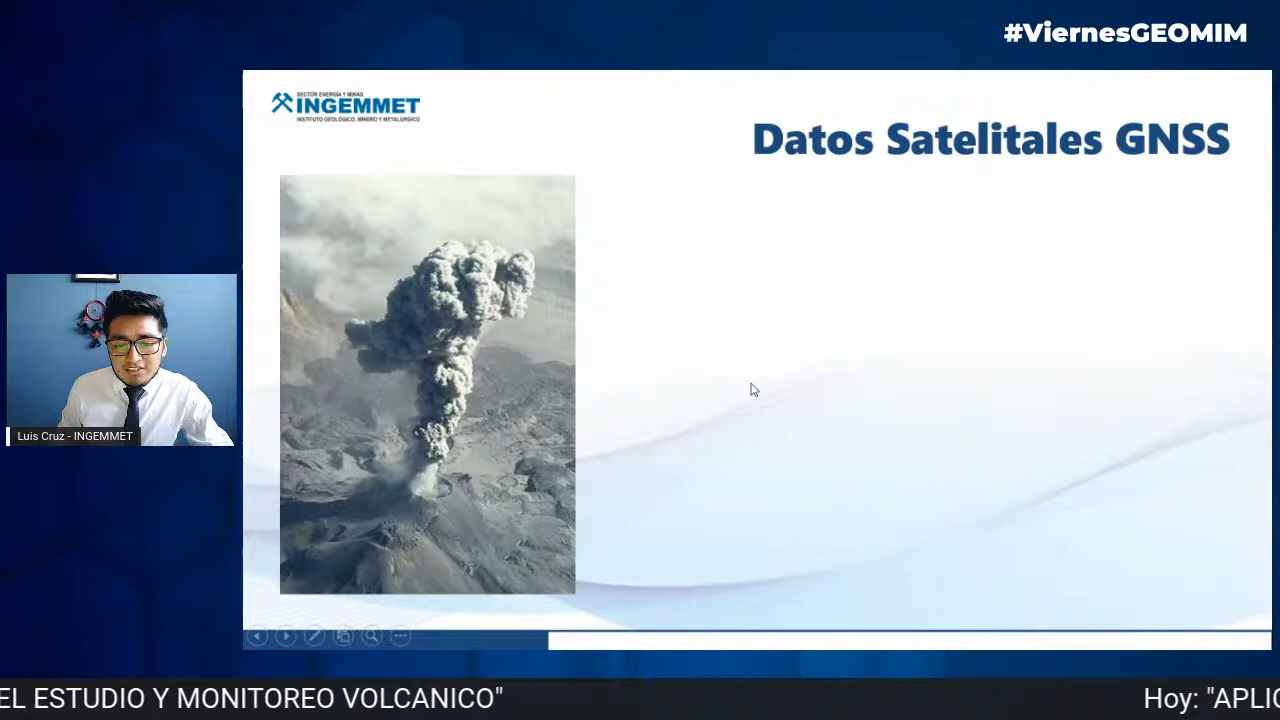 #ViernesGEOMIM
SECTOR ENERGÍA Y MINAS
INGEMMET
INSTITUTO GEOLÓGICO, MINERO Y METALÚRGICO
Datos Satelitales GNSS
Luis Cruz - INGEMMET
EL ESTUDIO Y MONITOREO VOLCANICO" Hoy: "APLIC